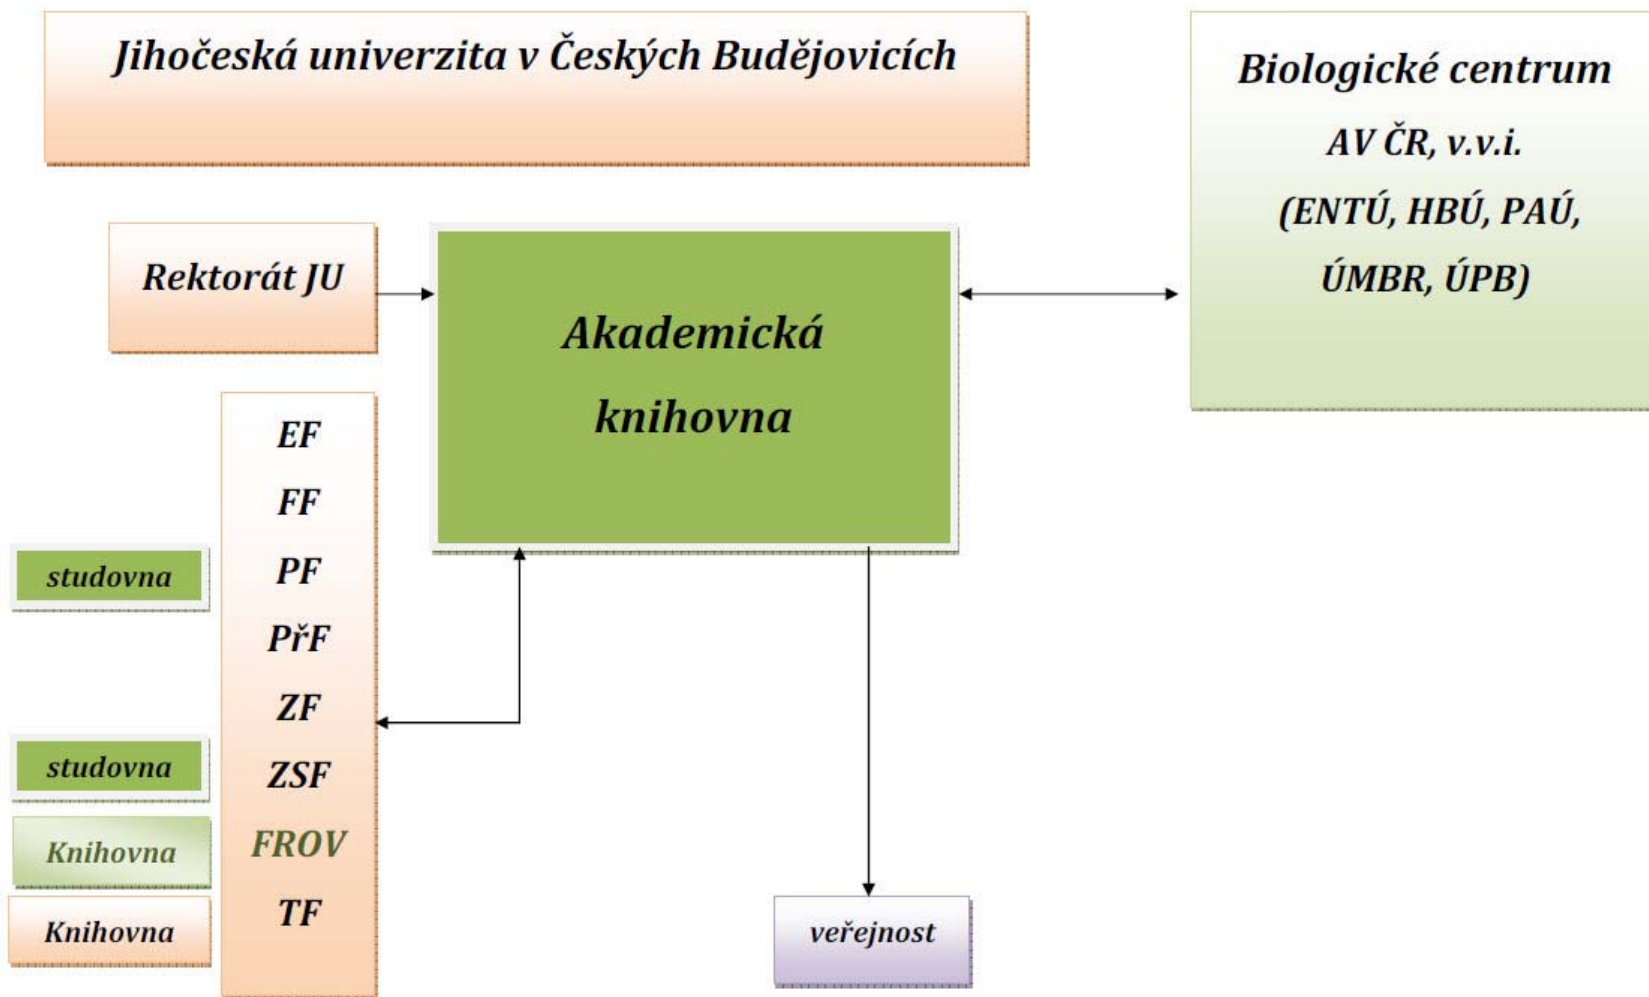 Jihočeská univerzita v Českých Budějovicích
Biologické centrum
AV ČR, v.v.i.
(ENTÚ, HBÚ, PAÚ,
ÚMBR, ÚPB)
Rektorát JU
Akademická
knihovna
EF
FF
studovna
PF
PřF
ZF
studovna
ZSF
Knihovna
FROV
Knihovna
TF
veřejnost